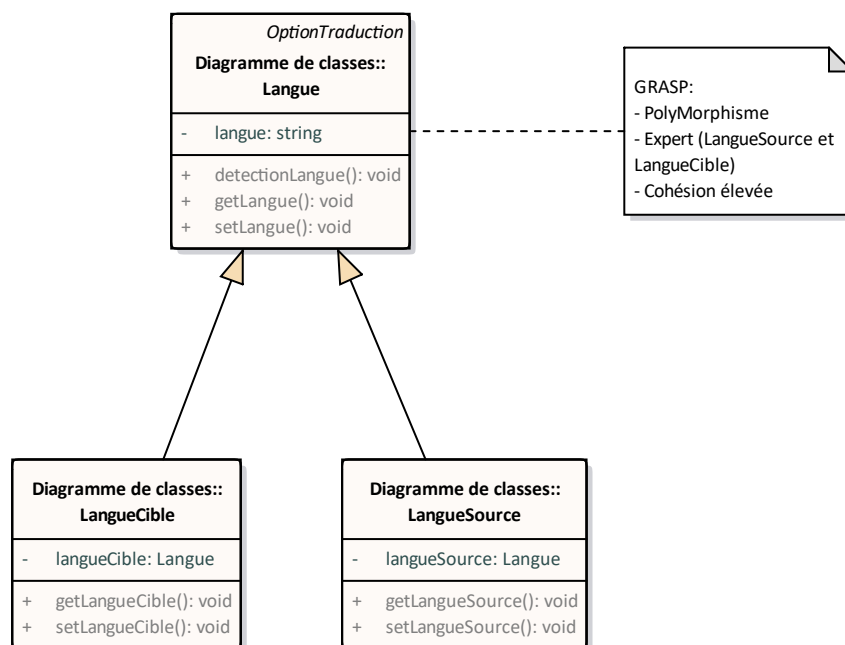 OptionTraduction
Diagramme de classes::
Langue
- langue: string
+ detectionLangue(): void
+ getLangue(): void
+ setLangue(): void
GRASP:
- PolyMorphisme
- Expert (LangueSource et
LangueCible)
- Cohésion élevée
Diagramme de classes::
LangueCible
- langueCible: Langue
+ getLangueCible(): void
+ setLangueCible(): void
Diagramme de classes::
LangueSource
- langueSource: Langue
+ getLangueSource(): void
+ setLangueSource(): void